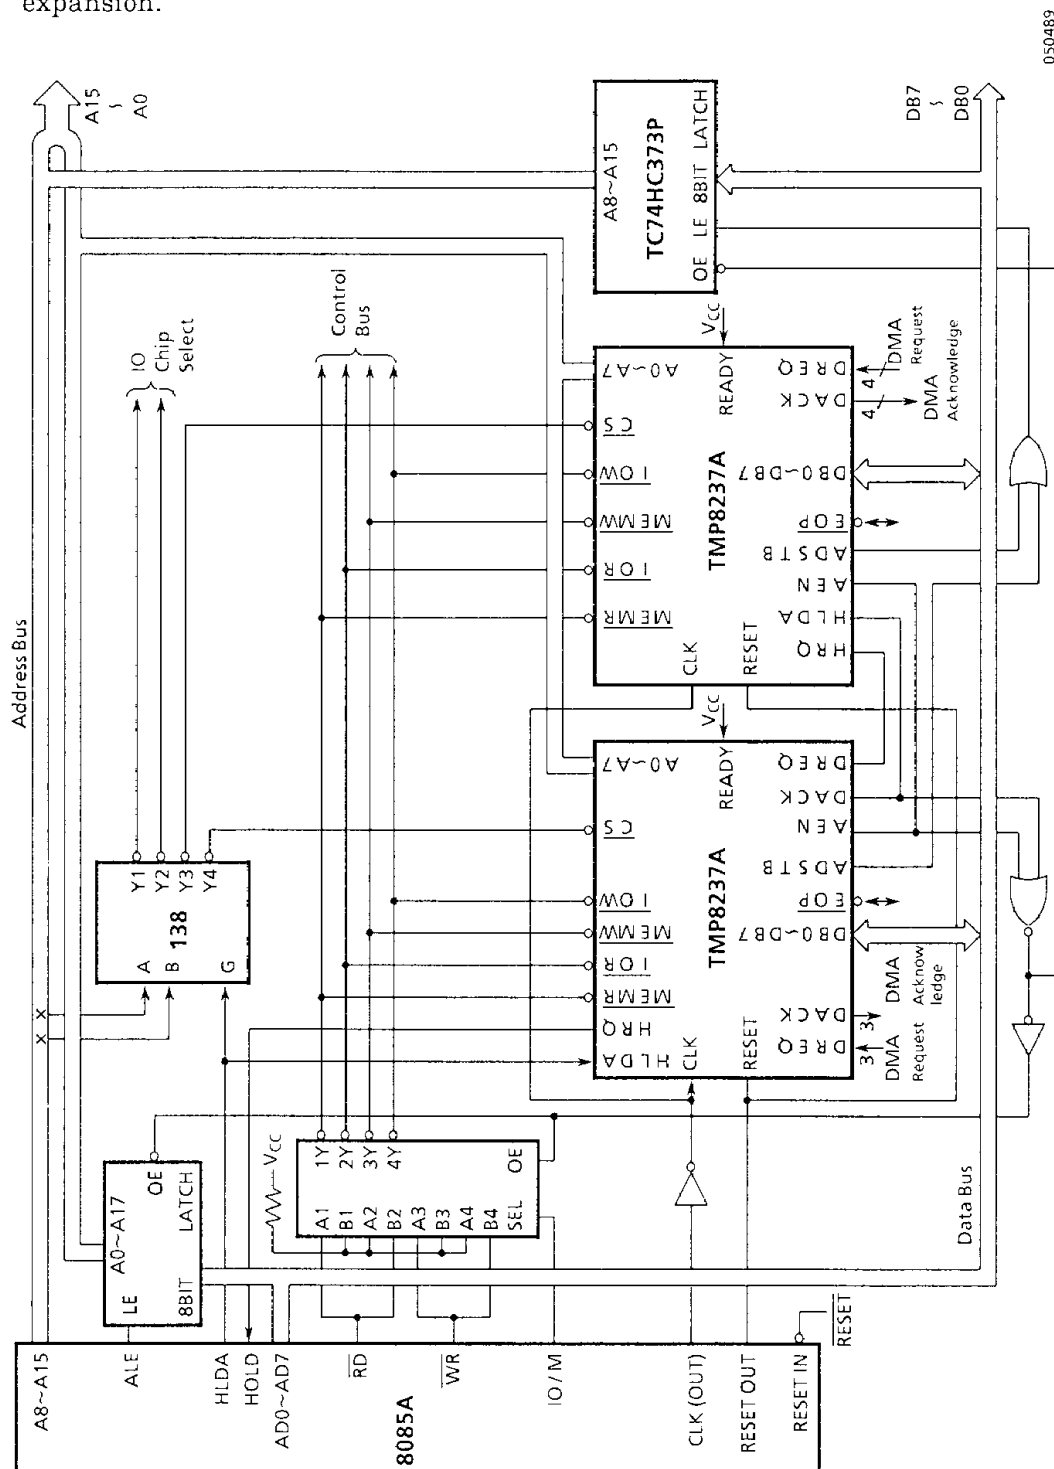 expansion.
050489
Address Bus
A15
~
A0
IO
Chip
Select
Control
Bus
A8~A15
TC74HC373P
OE LE 8BIT LATCH
DB7
~
DB0
Y1
Y2
Y3
Y4
138
A
B
G
VCC
A0~A7
READY
CS
IOW
MEMW
IOR
MEMR
TMP8237A
CLK
RESET
DREQ
DACK
DB0~DB7
EOP
ADSTB
AEN
HLDA
HRQ
4
DMA
Request
4
DMA
Acknowledge
VCC
A0~A7
READY
CS
IOW
MEMW
IOR
MEMR
HRQ
HLDA
TMP8237A
CLK
RESET
DREQ
DACK
AEN
ADSTB
EOP
DB0~DB7
DACK
DREQ
3
DMA
Acknow
ledge
3
DMA
Request
VCC
1Y
2Y
3Y
4Y
OE
A1
B1
A2
B2
A3
B3
A4
B4
SEL
LE A0~A17 OE
8BIT LATCH
Data Bus
8085A
A8~A15
ALE
HLDA
HOLD
AD0~AD7
RD
WR
IO / M
CLK (OUT)
RESET OUT
RESET IN
RESET